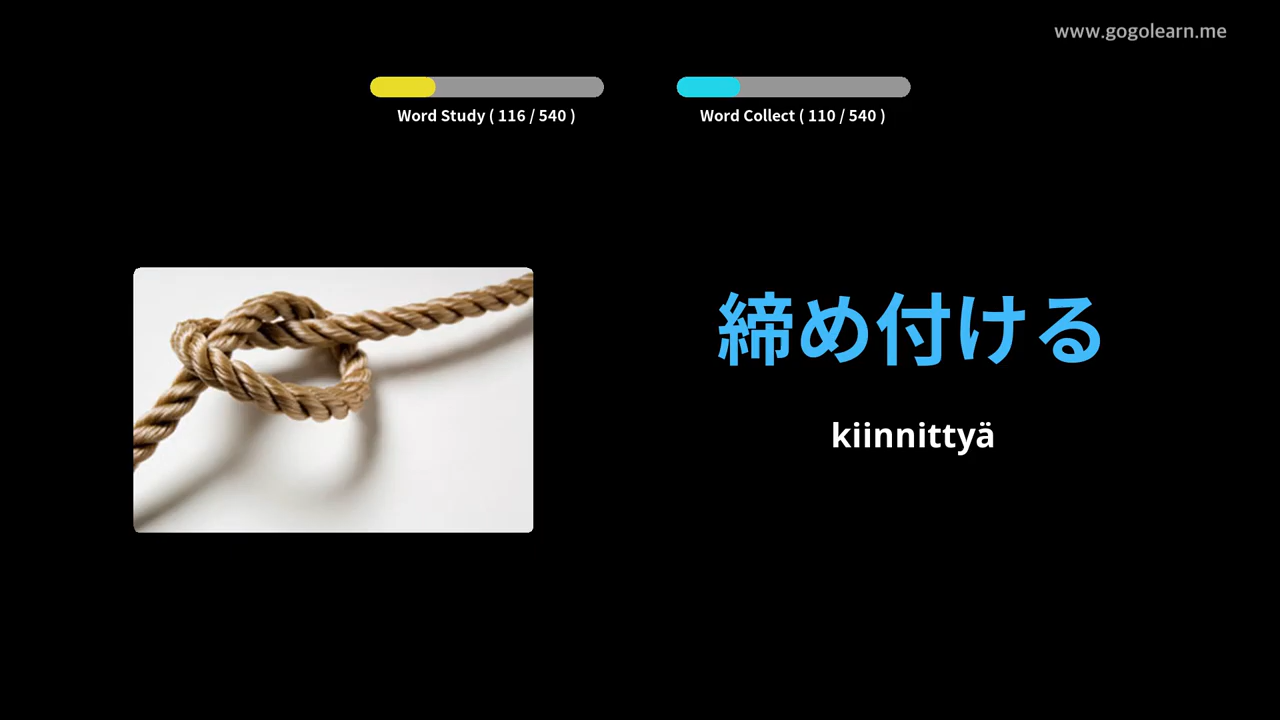 www.gogolearn.me
Word Study ( 116 / 540 )
Word Collect ( 110 / 540 )
締め付ける
kiinnittyä